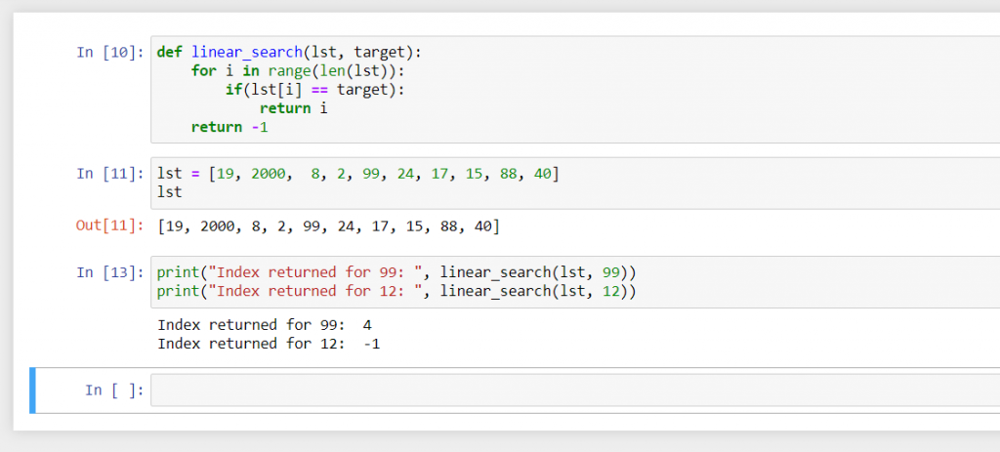 In [10]: def linear_search(lst, target):
    for i in range(len(lst)):
        if(lst[i] == target):
            return i
    return -1
In [11]: lst = [19, 2000,  8, 2, 99, 24, 17, 15, 88, 40]
lst
Out[11]: [19, 2000, 8, 2, 99, 24, 17, 15, 88, 40]
In [13]: print("Index returned for 99: ", linear_search(lst, 99))
print("Index returned for 12: ", linear_search(lst, 12))
Index returned for 99:  4
Index returned for 12:  -1
In [ ]: